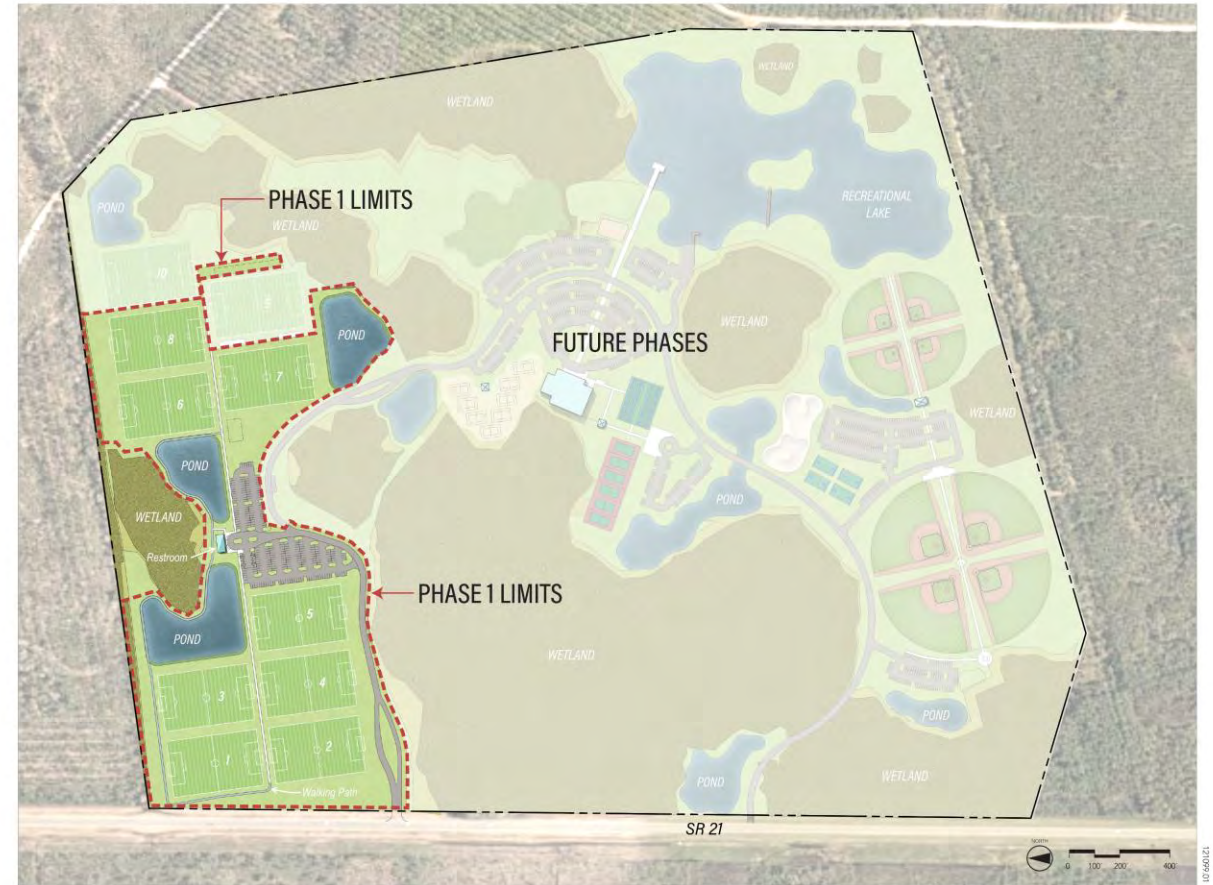 WETLAND
WETLAND
PHASE 1 LIMITS
POND
RECREATIONAL
LAKE
WETLAND
10
9
WETLAND
POND
8
FUTURE PHASES
7
6
WETLAND
POND
WETLAND
POND
Restroom
PHASE 1 LIMITS
5
POND
WETLAND
4
3
POND
2
1
POND
WETLAND
Walking Path
SR 21
NORTH
0 100' 200' 400'
121099.01